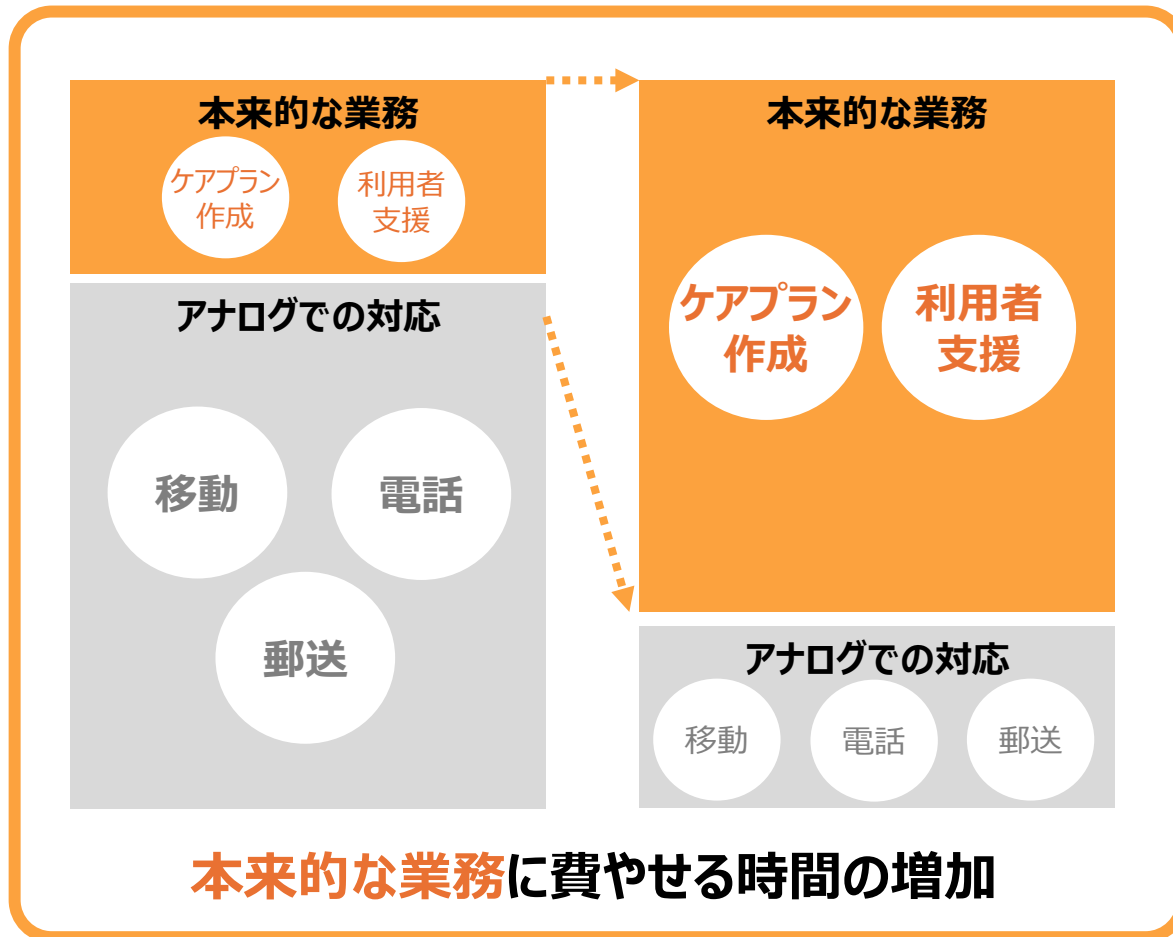 本来的な業務
ケアプラン
作成
利用者
支援
アナログでの対応
移動
電話
郵送
本来的な業務
ケアプラン
作成
利用者
支援
アナログでの対応
移動
電話
郵送
本来的な業務に費やせる時間の増加